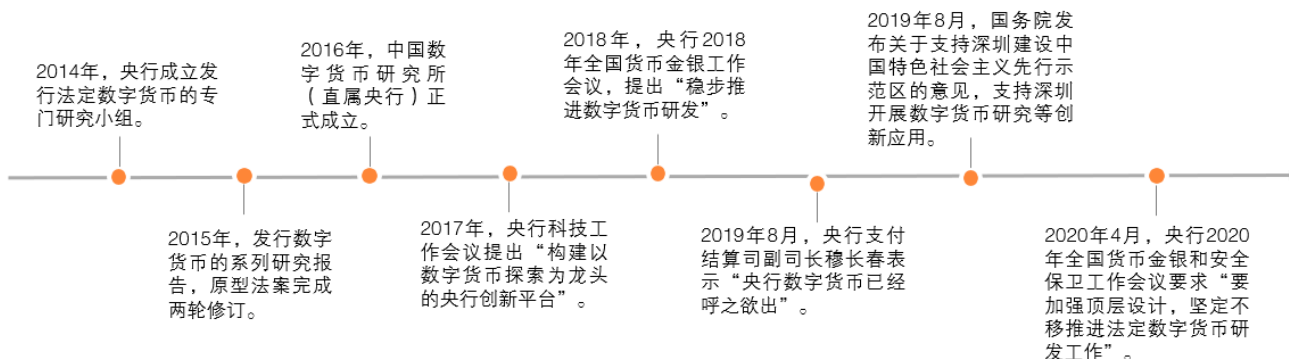 2014年，央行成立发
行法定数字货币的专
门研究小组。
2015年，发行数字
货币的系列研究报
告，原型法案完成
两轮修订。
2016年，中国数
字货币研究所
（直属央行）正
式成立。
2017年，央行科技工
作会议提出“构建以
数字货币探索为龙头
的央行创新平台”。
2018年，央行2018
年全国货币金银工作
会议，提出“稳步推
进数字货币研发”。
2019年8月，央行支付
结算司副司长穆长春表
示“央行数字货币已经
呼之欲出“。
2019年8月，国务院发
布关于支持深圳建设中
国特色社会主义先行示
范区的意见，支持深圳
开展数字货币研究等创
新应用。
2020年4月，央行2020
年全国货币金银和安全
保卫工作会议要求“要
加强顶层设计，坚定不
移推进法定数字货币研
发工作”。